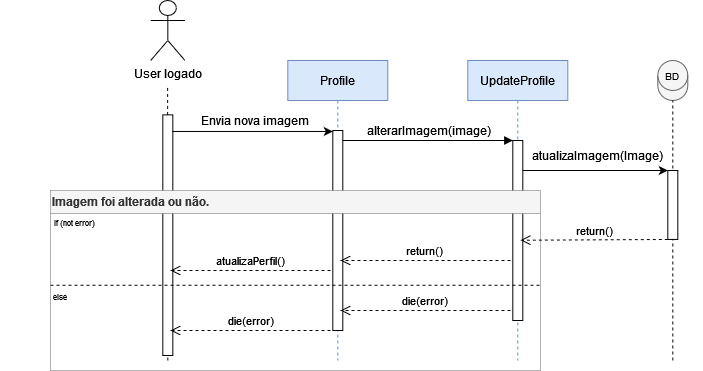 User logado
Profile
UpdateProfile
BD
Envia nova imagem
alterarImagem(image)
atualizaImagem(Image)
Imagem foi alterada ou não.
If (not error)
return()
return()
atualizaPerfil()
else
die(error)
die(error)